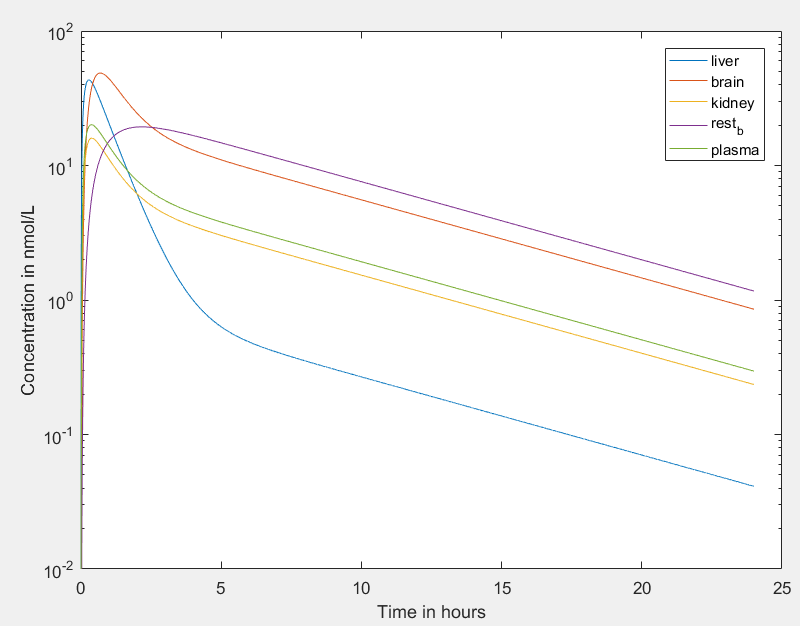 10^2
10^1
10^0
10^-1
10^-2
Concentration in nmol/L
0
5
10
15
20
25
Time in hours
liver
brain
kidney
rest_b
plasma